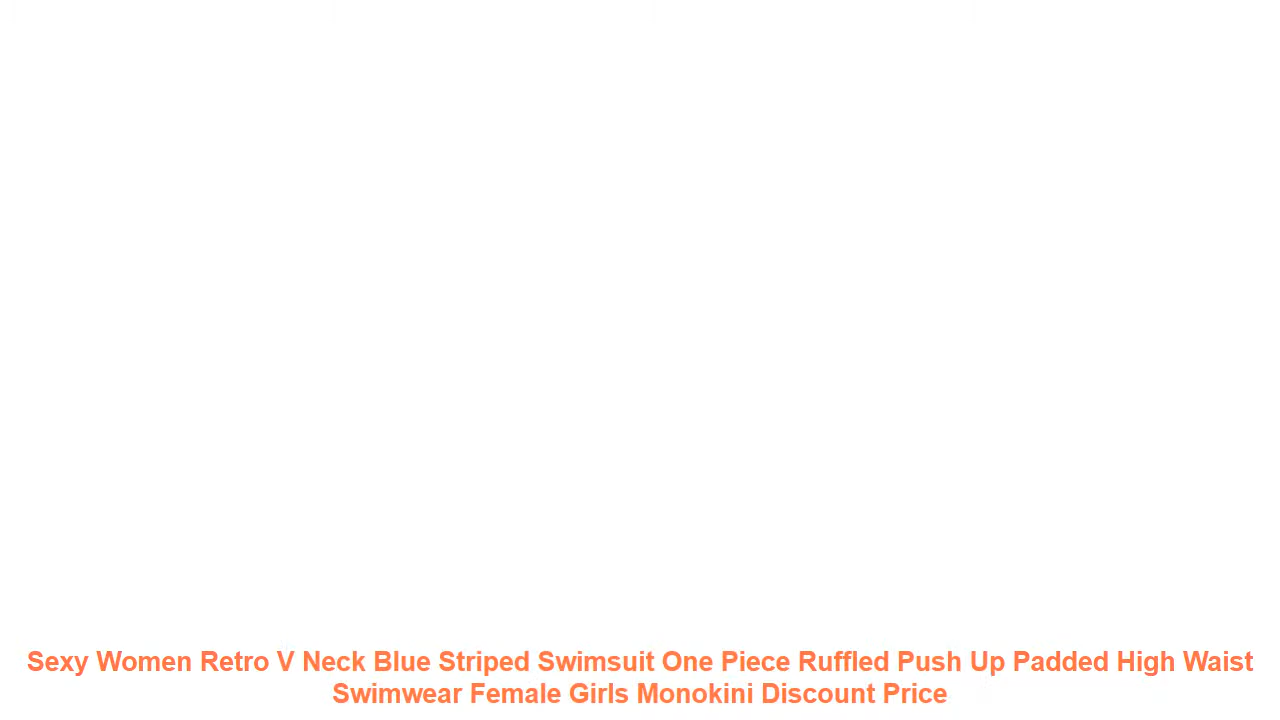 Sexy Women Retro V Neck Blue Striped Swimsuit One Piece Ruffled Push Up Padded High Waist
Swimwear Female Girls Monokini Discount Price